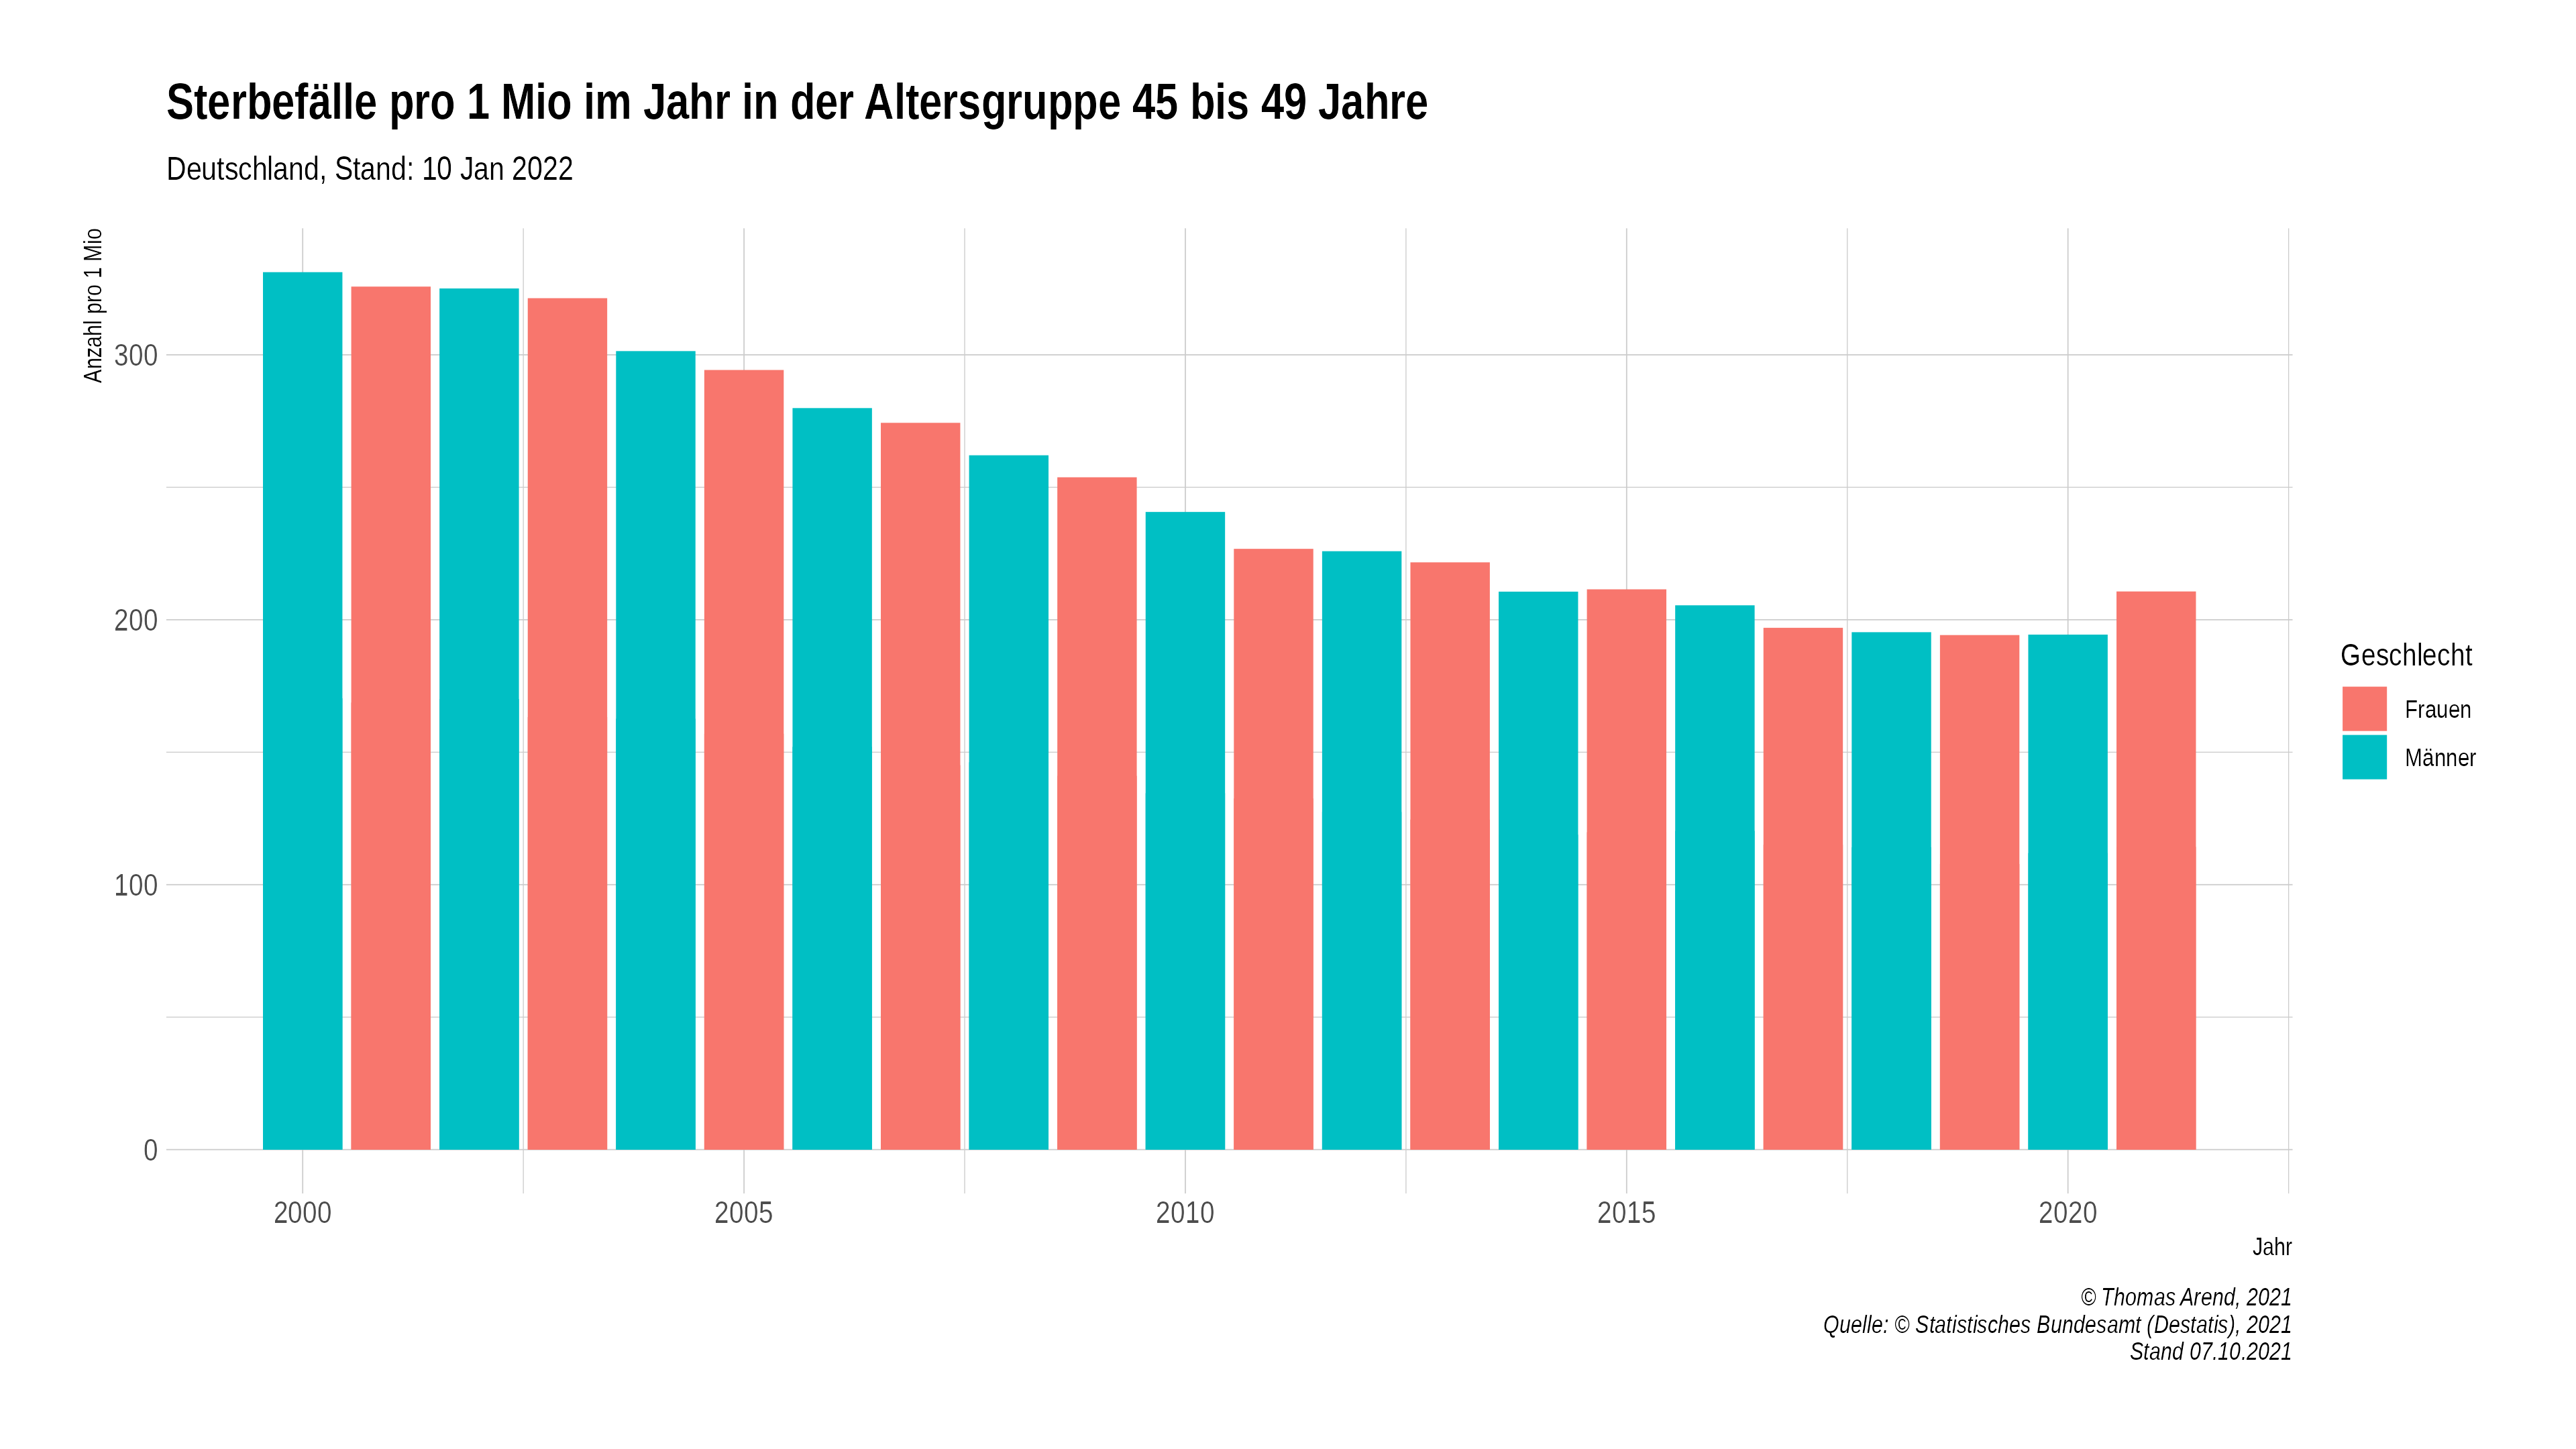 Sterbefälle pro 1 Mio im Jahr in der Altersgruppe 45 bis 49 Jahre
Deutschland, Stand: 10 Jan 2022
Anzahl pro 1 Mio
300
200
100
0
2000
2005
2010
2015
2020
Jahr
Geschlecht
Frauen
Männer
© Thomas Arend, 2021
Quelle: © Statistisches Bundesamt (Destatis), 2021
Stand 07.10.2021